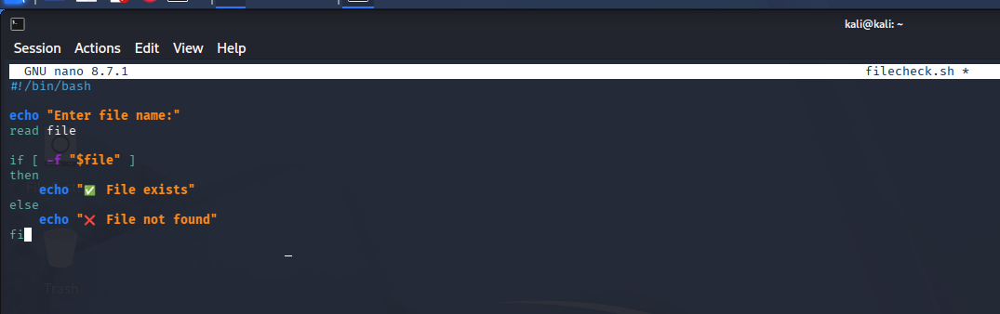 kali@kali: ~
Session Actions Edit View Help
GNU nano 8.7.1 filecheck.sh *
#!/bin/bash
echo "Enter file name:"
read file
if [ -f "$file" ]
then
    echo "✅ File exists"
else
    echo "❌ File not found"
fi
Trash